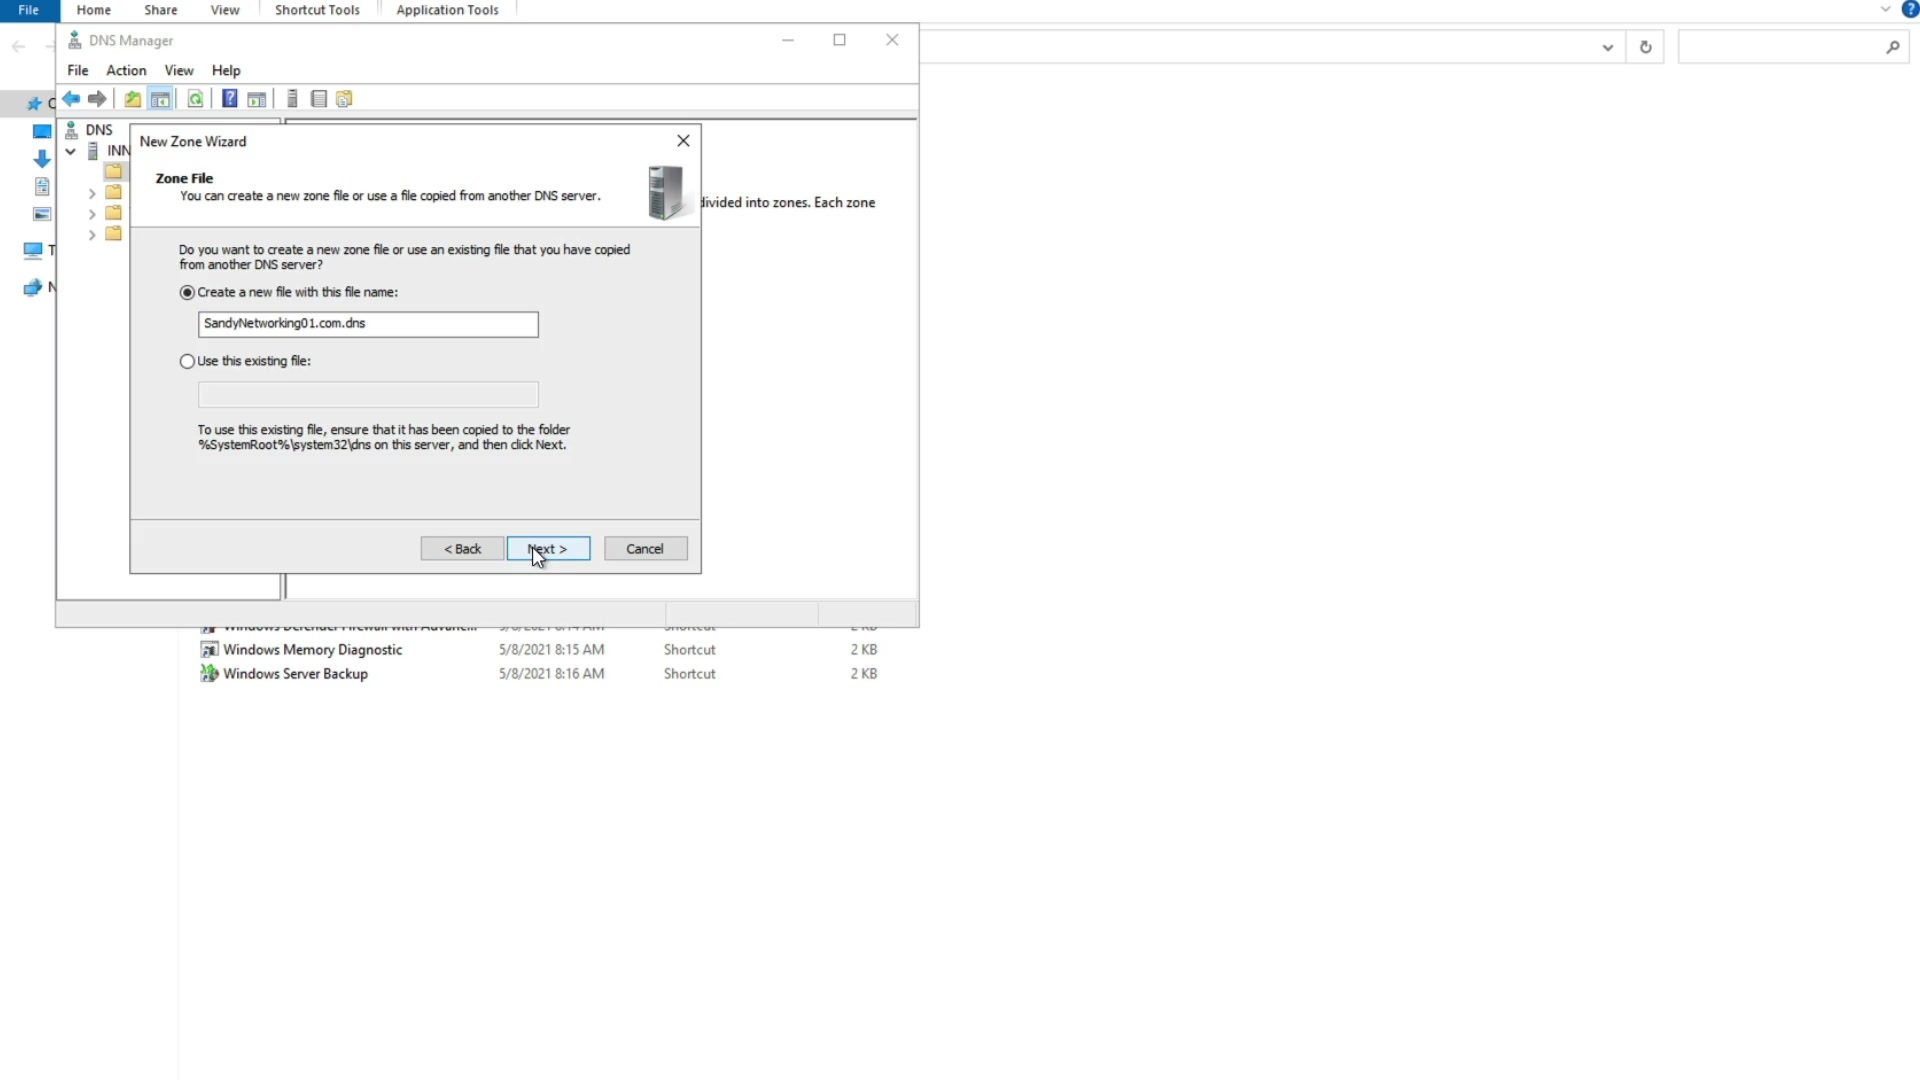 File Home Share View Shortcut Tools Application Tools
DNS Manager
File Action View Help
DNS
INN
New Zone Wizard
Zone File
You can create a new zone file or use a file copied from another DNS server.
divided into zones. Each zone
Do you want to create a new zone file or use an existing file that you have copied
from another DNS server?
Create a new file with this file name:
SandyNetworking01.com.dns
Use this existing file:
To use this existing file, ensure that it has been copied to the folder
%SystemRoot%\system32\dns on this server, and then click Next.
< Back Next > Cancel
Windows Memory Diagnostic 5/8/2021 8:15 AM Shortcut 2 KB
Windows Server Backup 5/8/2021 8:16 AM Shortcut 2 KB